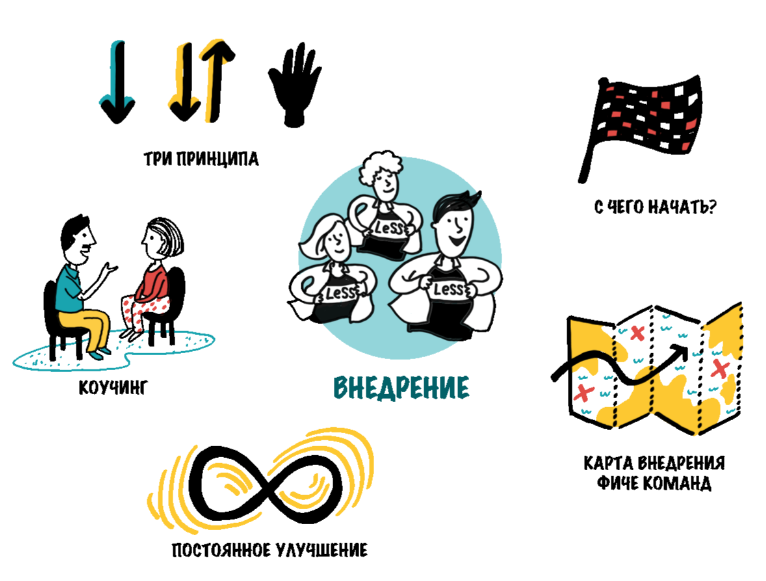 ТРИ ПРИНЦИПА
С ЧЕГО НАЧАТЬ?
LeSS
LeSS
LeSS
КОУЧИНГ
ВНЕДРЕНИЕ
КАРТА ВНЕДРЕНИЯ
ФИЧЕ КОМАНД
ПОСТОЯННОЕ УЛУЧШЕНИЕ